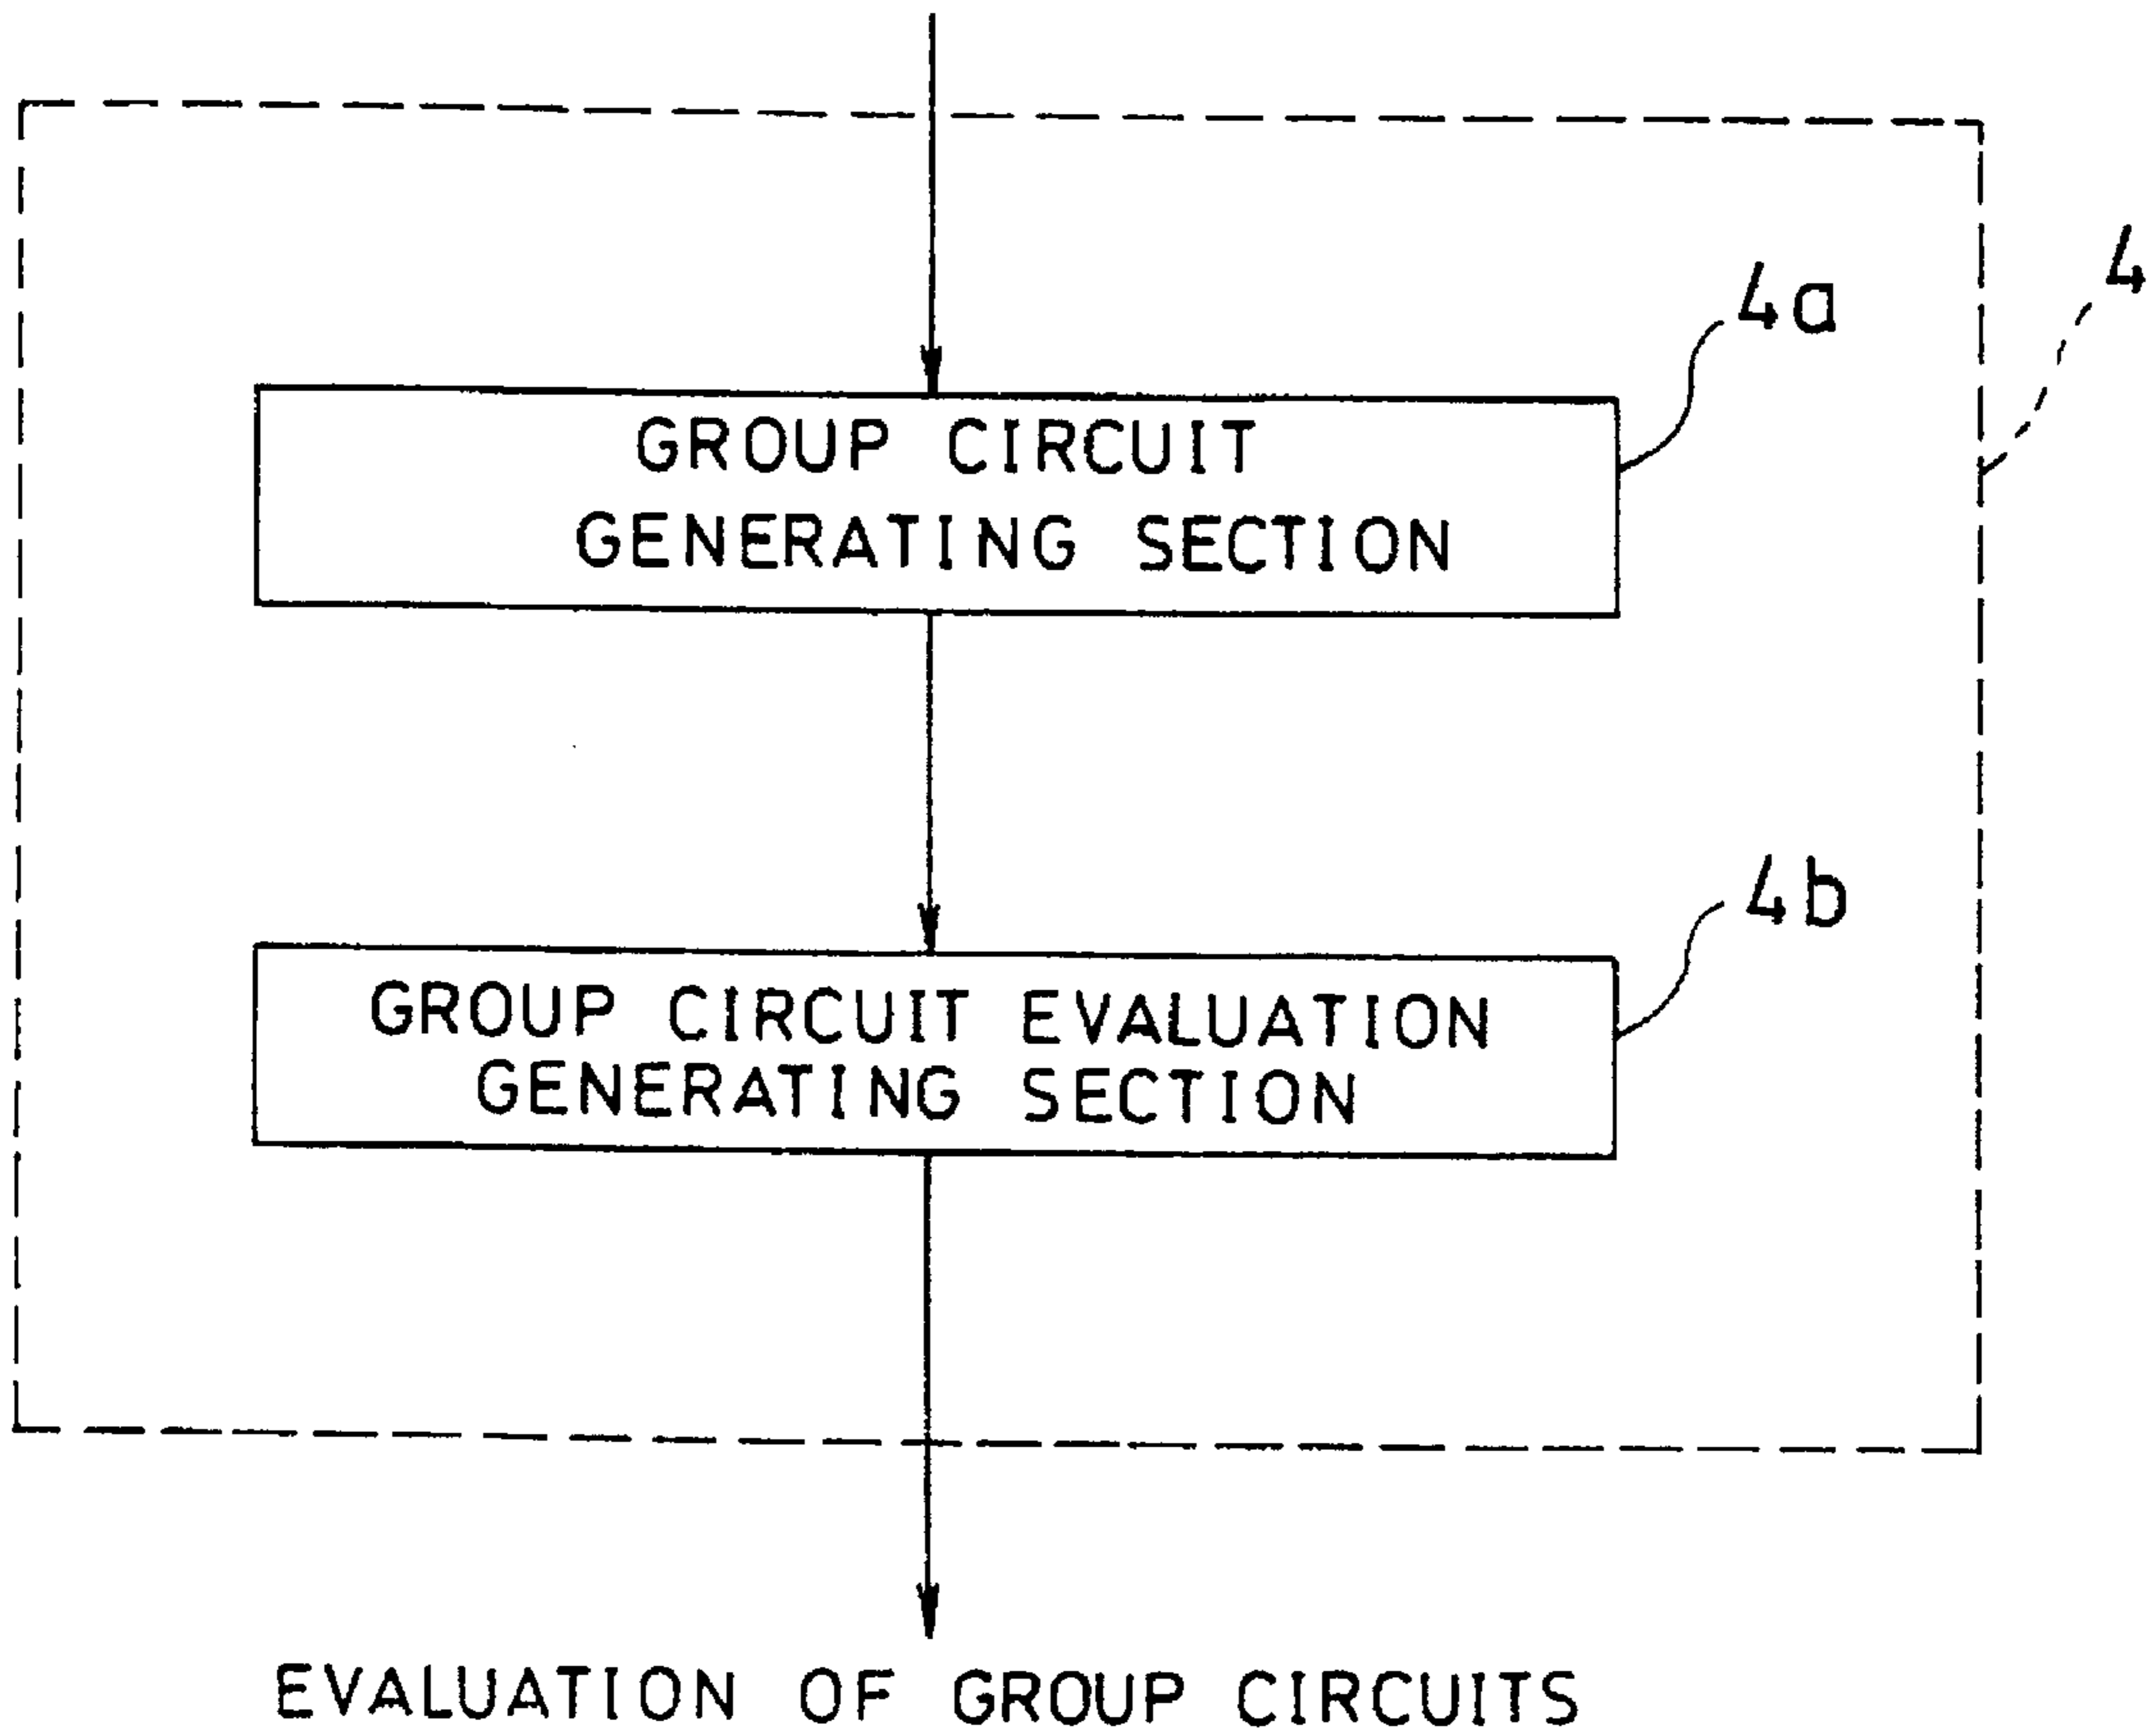 4
4a
GROUP CIRCUIT
GENERATING SECTION
4b
GROUP CIRCUIT EVALUATION
GENERATING SECTION
EVALUATION OF GROUP CIRCUITS